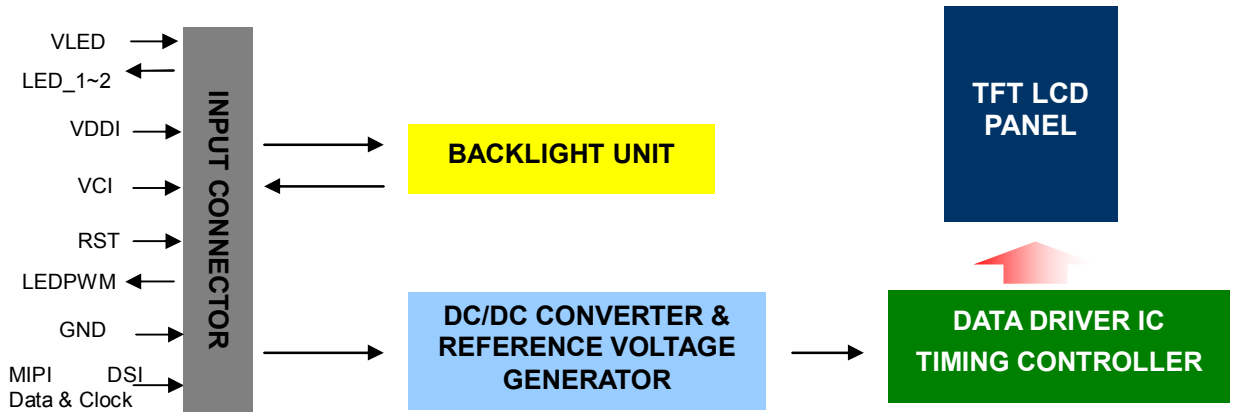 VLED
LED_1~2
VDDI
VCI
RST
LEDPWM
GND
MIPI DSI
Data & Clock
INPUT CONNECTOR
BACKLIGHT UNIT
DC/DC CONVERTER &
REFERENCE VOLTAGE
GENERATOR
TFT LCD
PANEL
DATA DRIVER IC
TIMING CONTROLLER